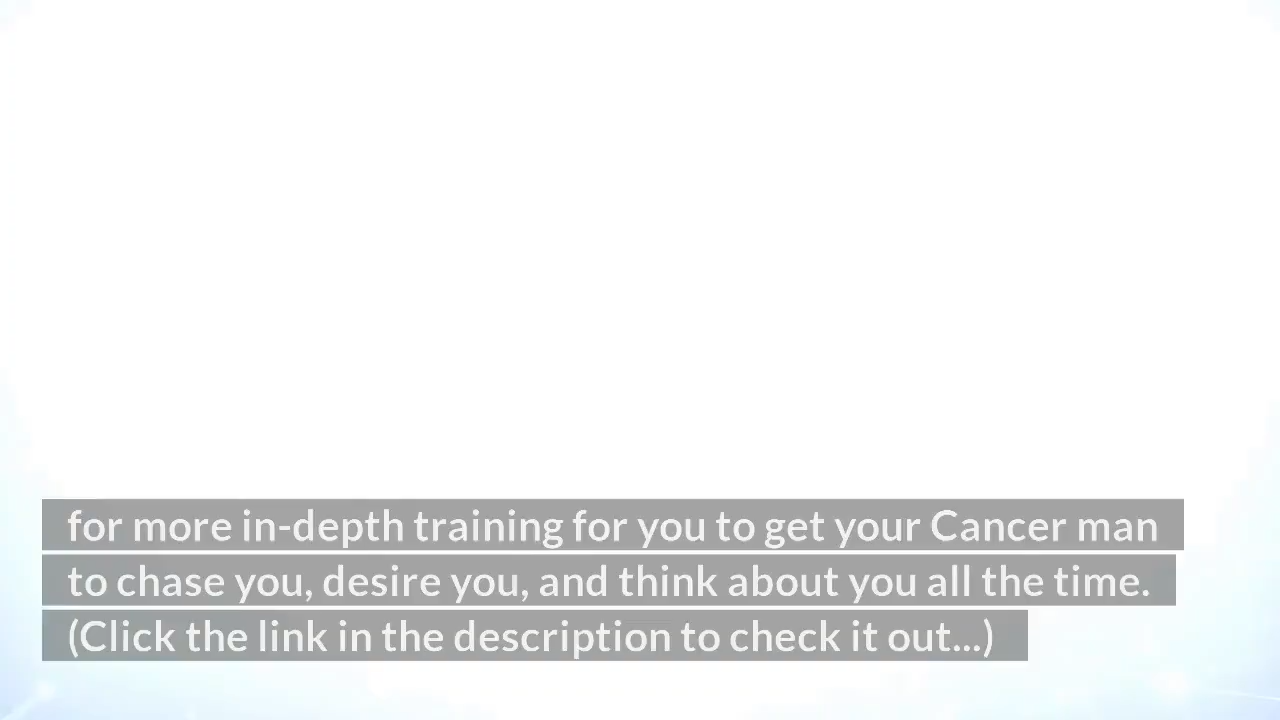 for more in-depth training for you to get your Cancer man
to chase you, desire you, and think about you all the time.
(Click the link in the description to check it out...)